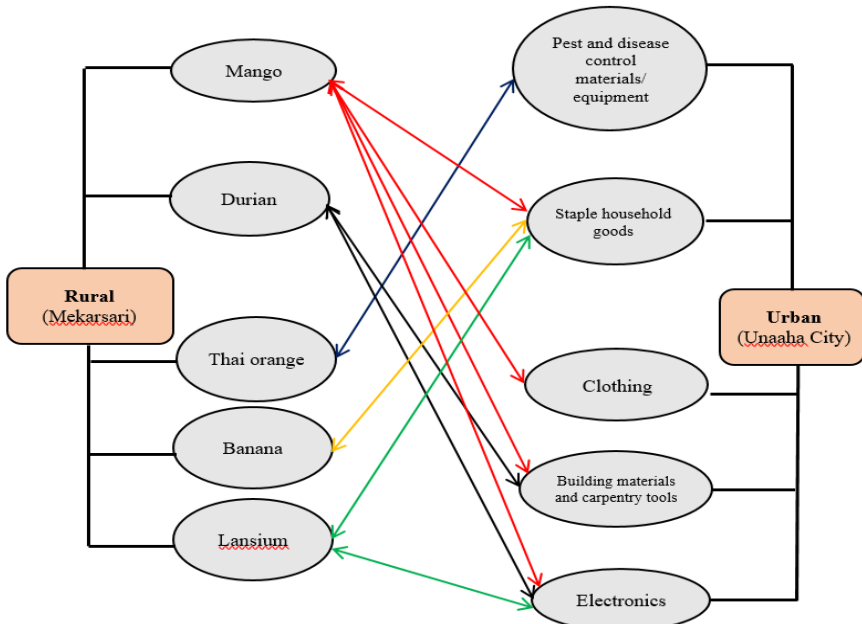 Mango
Durian
Rural
(Mekarsari)
Thai orange
Banana
Lansium
Pest and disease
control
materials/
equipment
Staple household
goods
Urban
(Unaaha City)
Clothing
Building materials
and carpentry tools
Electronics